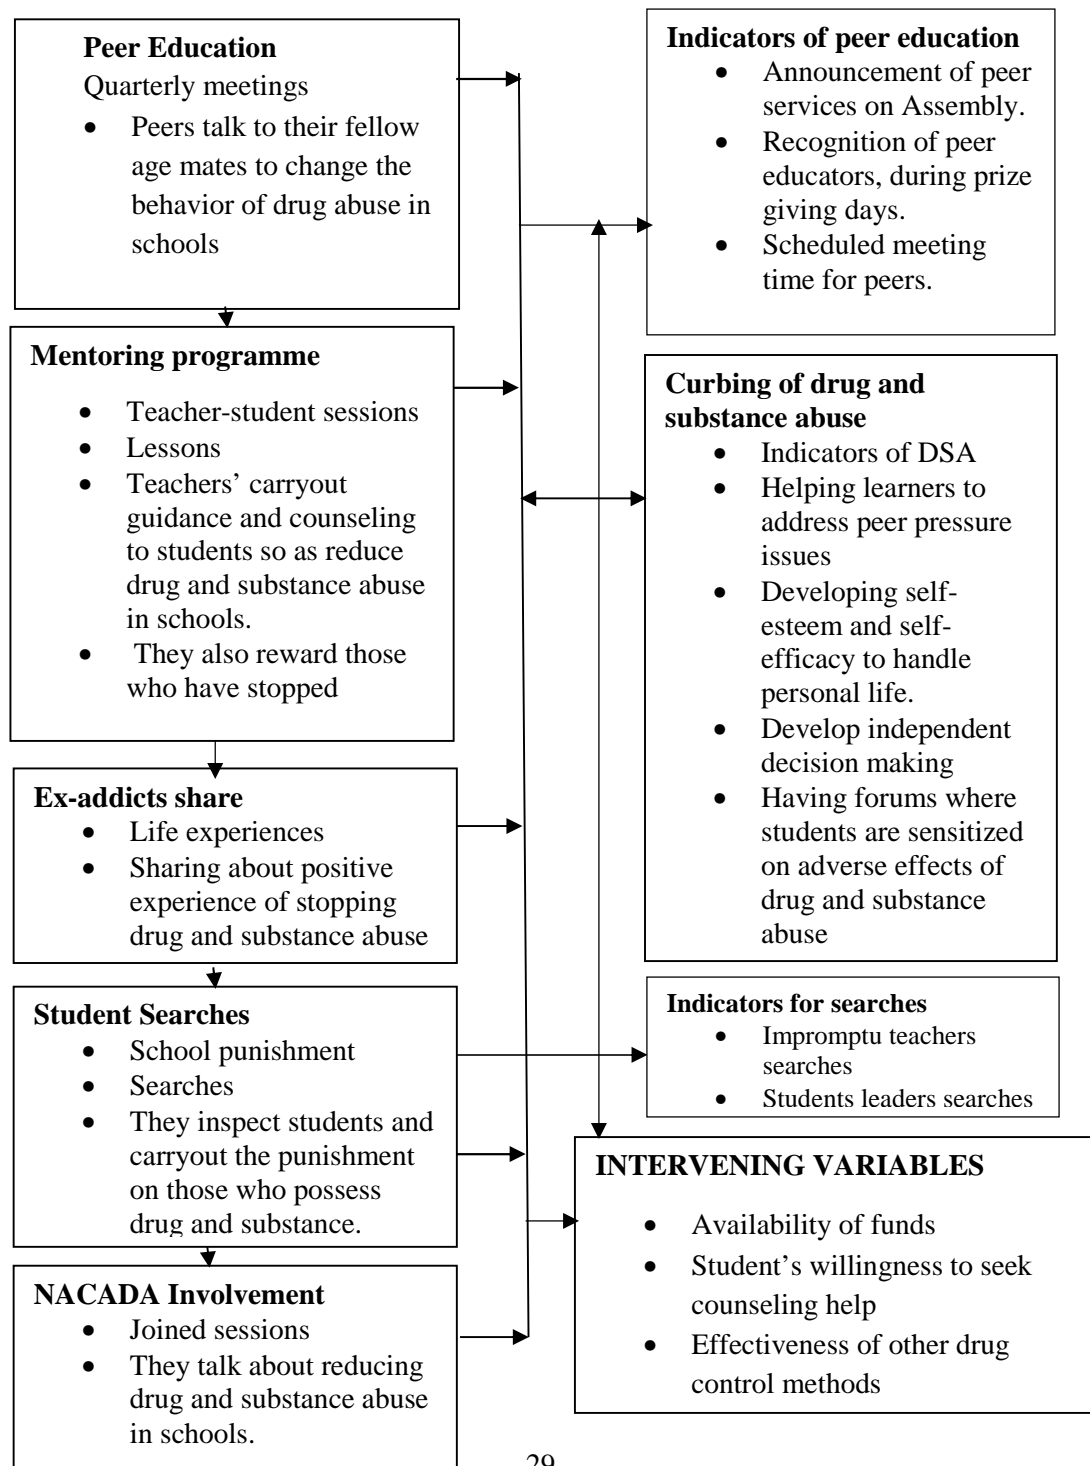 Peer Education
Quarterly meetings
• Peers talk to their fellow
age mates to change the
behavior of drug abuse in
schools
Mentoring programme
• Teacher-student sessions
• Lessons
• Teachers’ carryout
guidance and counseling
to students so as reduce
drug and substance abuse
in schools.
• They also reward those
who have stopped
Ex-addicts share
• Life experiences
• Sharing about positive
experience of stopping
drug and substance abuse
Student Searches
• School punishment
• Searches
• They inspect students and
carryout the punishment
on those who possess
drug and substance.
NACADA Involvement
• Joined sessions
• They talk about reducing
drug and substance abuse
in schools.
Indicators of peer education
• Announcement of peer
services on Assembly.
• Recognition of peer
educators, during prize
giving days.
• Scheduled meeting
time for peers.
Curbing of drug and
substance abuse
• Indicators of DSA
• Helping learners to
address peer pressure
issues
• Developing self-
esteem and self-
efficacy to handle
personal life.
• Develop independent
decision making
• Having forums where
students are sensitized
on adverse effects of
drug and substance
abuse
Indicators for searches
• Impromptu teachers
searches
• Students leaders searches
INTERVENING VARIABLES
• Availability of funds
• Student’s willingness to seek
counseling help
• Effectiveness of other drug
control methods
29